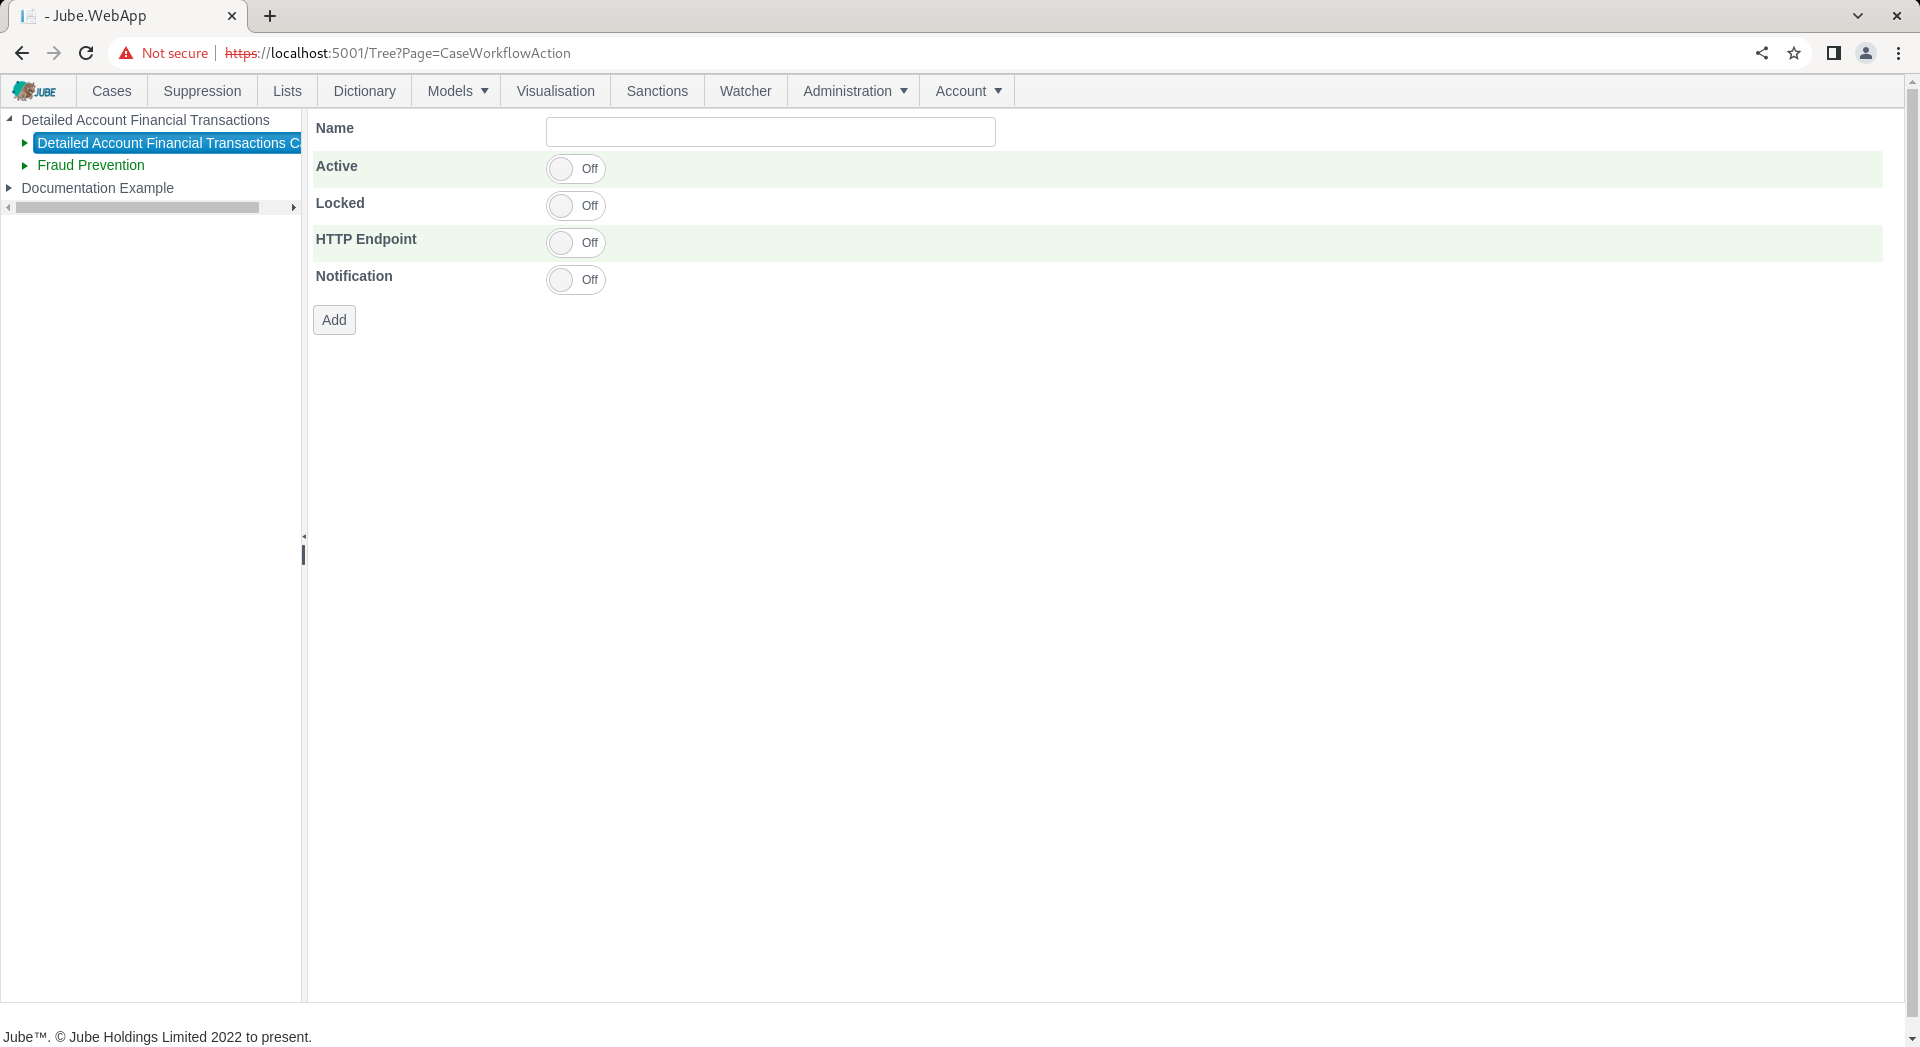 - Jube.WebApp
Not secure https://localhost:5001/Tree?Page=CaseWorkflowAction
JUBE Cases Suppression Lists Dictionary Models Visualisation Sanctions Watcher Administration Account
Detailed Account Financial Transactions
Detailed Account Financial Transactions C
Fraud Prevention
Documentation Example
Name
Active Off
Locked Off
HTTP Endpoint Off
Notification Off
Add
Jube™. © Jube Holdings Limited 2022 to present.